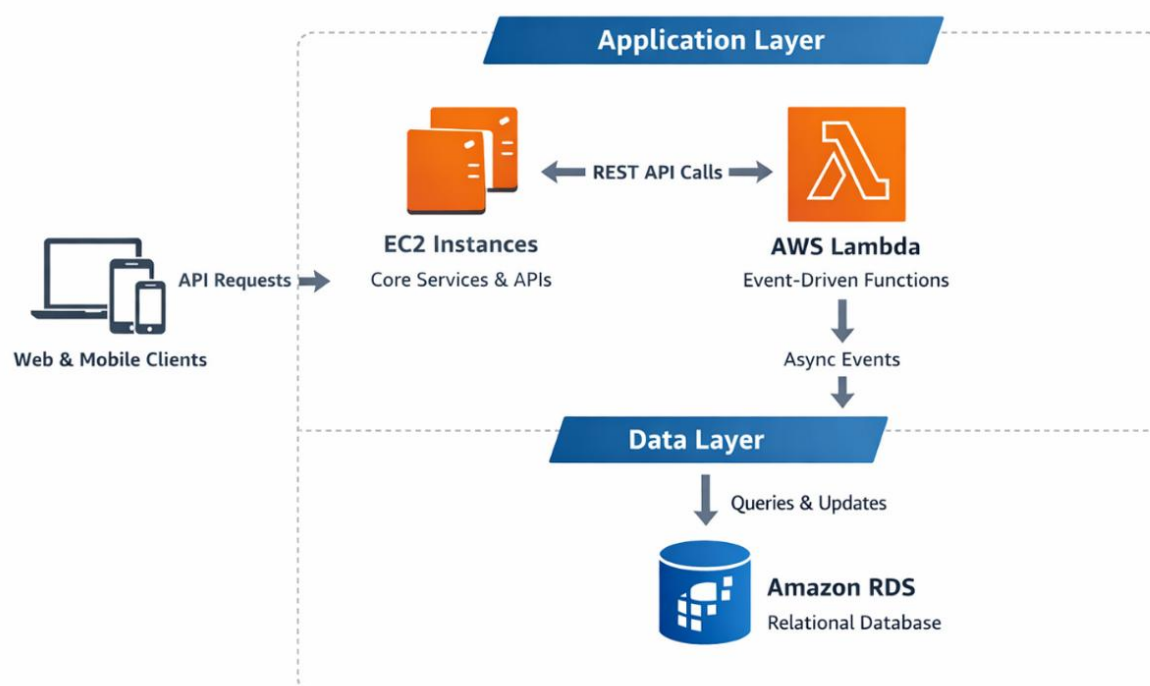 Application Layer
REST API Calls
EC2 Instances
Core Services & APIs
AWS Lambda
Event-Driven Functions
API Requests
Web & Mobile Clients
Async Events
Data Layer
Queries & Updates
Amazon RDS
Relational Database